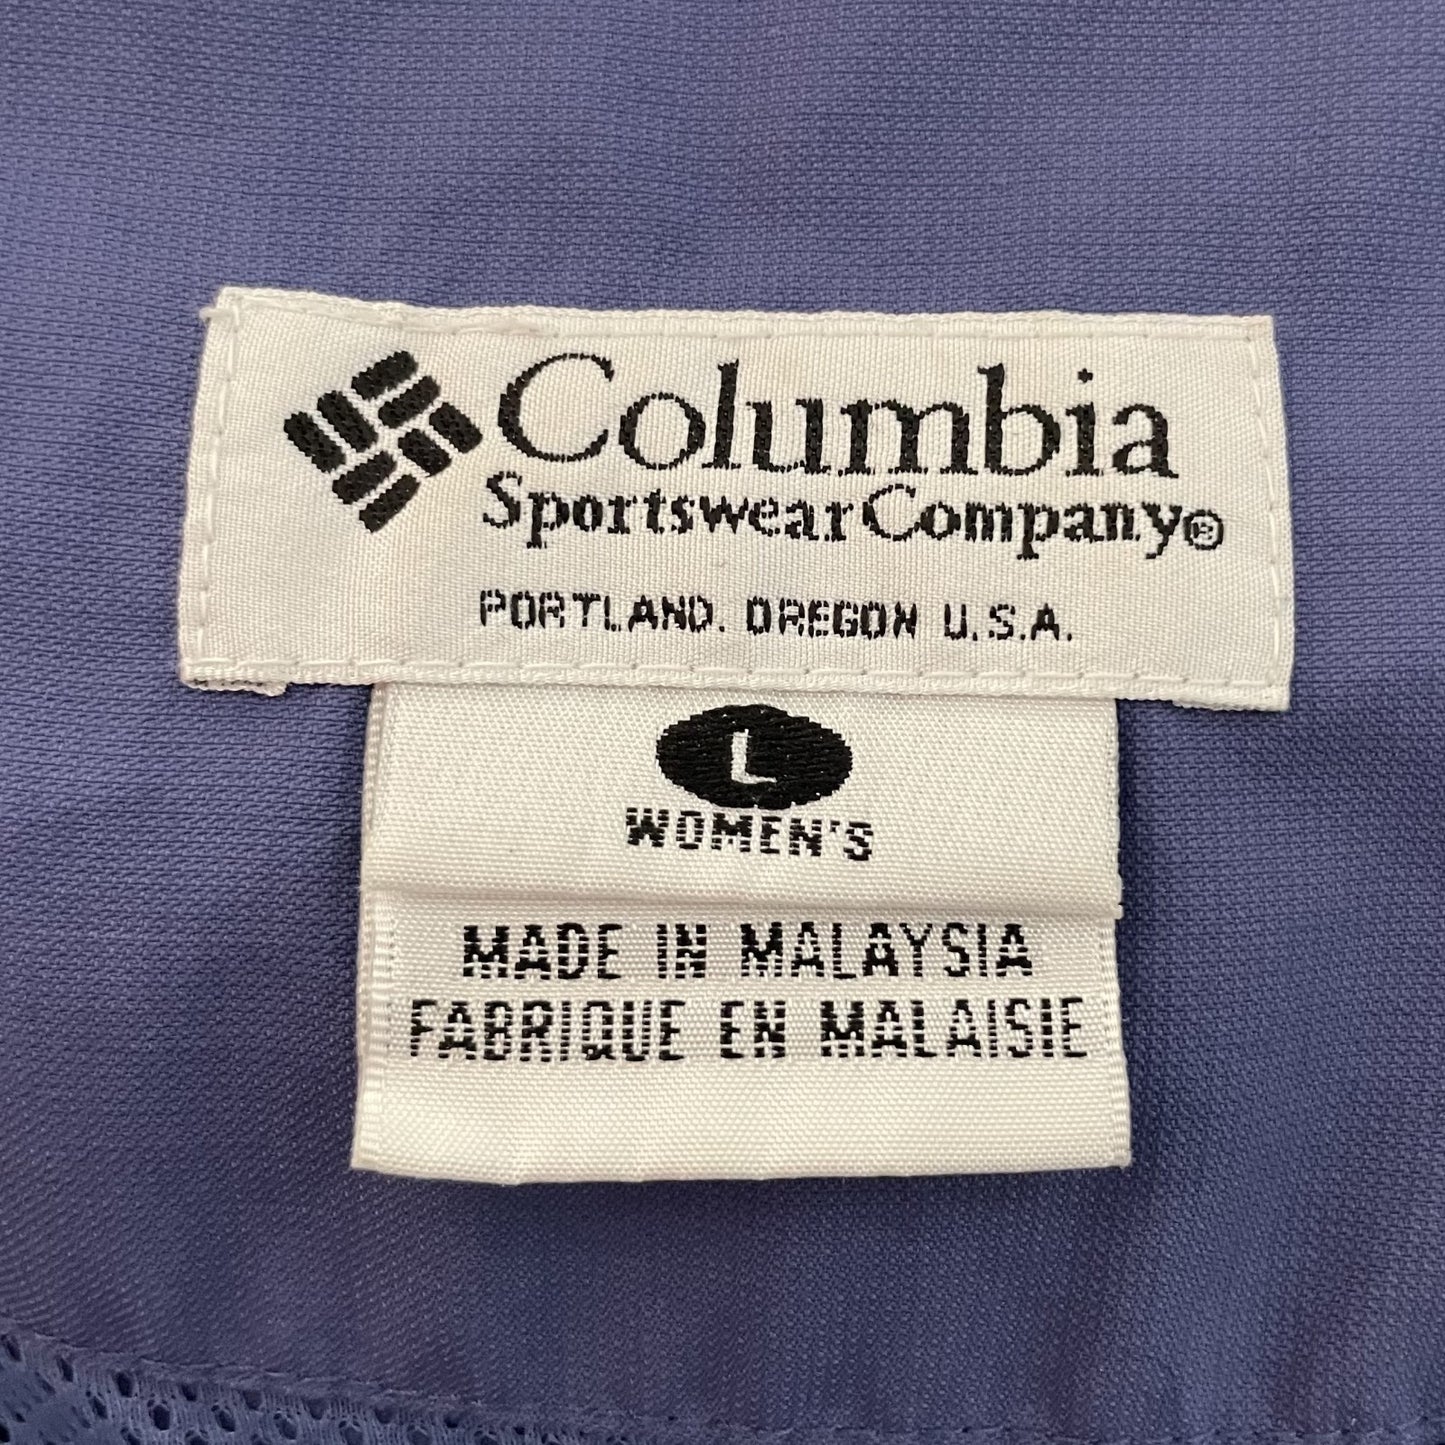 Columbia
Sportswear Company®
PORTLAND. OREGON U.S.A.
L
WOMEN'S
MADE IN MALAYSIA
FABRIQUE EN MALAISIE